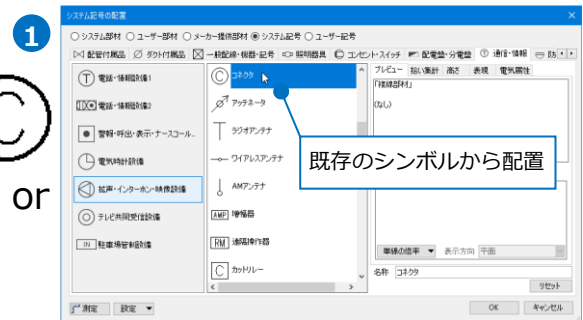 1
システム記号の配置
システム部材 ユーザー部材 メーカー提供部材 システム記号 ユーザー記号
配管付属品 ダクト付属品 一般配線・機器・記号 照明器具 コンセント・スイッチ 配電盤・分電盤 通信・情報 防
T 電話・情報設備1
電話・情報設備2
警報・呼出・表示・ナースコール..
電気時計設備
拡声・インターホン・映像設備
テレビ共同受信設備
IN 駐車場管制設備
C コネクタ
アッテネータ
ラジオアンテナ
ワイアレスアンテナ
AMアンテナ
AMP 増幅器
RM 遠隔操作器
C カットリレー
プレビュー 拾い集計 高さ 表現 電気属性
「複線部材」
(なし)
既存のシンボルから配置
単線の倍率 表示方向 平面
名称 コネクタ
リセット
測定 設定
OK キャンセル
C
or